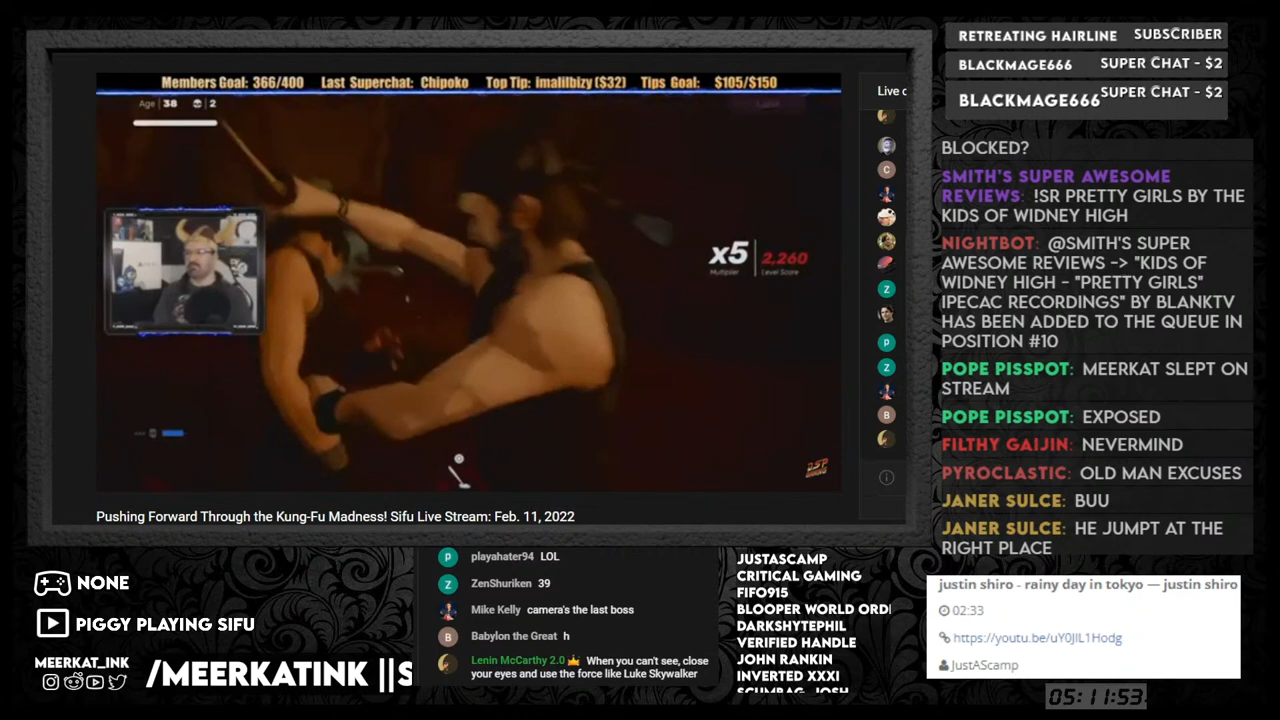 Members Goal: 366/400 Last Superchat: Chipoko Top Tip: imalilbizy ($32) Tips Goal: $105/$150
Age 38 2
x5 2,260
Multiplier Level Score
DSP
Pushing Forward Through the Kung-Fu Madness! Sifu Live Stream: Feb. 11, 2022
Live c
C
Z
P
Z
B
RETREATING HAIRLINE SUBSCRIBER
BLACKMAGE666 SUPER CHAT - $2
BLACKMAGE666 SUPER CHAT - $2
BLOCKED?
SMITH'S SUPER AWESOME
REVIEWS: !SR PRETTY GIRLS BY THE
KIDS OF WIDNEY HIGH
NIGHTBOT: @SMITH'S SUPER
AWESOME REVIEWS -> "KIDS OF
WIDNEY HIGH - "PRETTY GIRLS"
IPECAC RECORDINGS" BY BLANKTV
HAS BEEN ADDED TO THE QUEUE IN
POSITION #10
POPE PISSPOT: MEERKAT SLEPT ON
STREAM
POPE PISSPOT: EXPOSED
FILTHY GAIJIN: NEVERMIND
PYROCLASTIC: OLD MAN EXCUSES
JANER SULCE: BUU
JANER SULCE: HE JUMPT AT THE
RIGHT PLACE
NONE
PIGGY PLAYING SIFU
MEERKAT_INK
/MEERKATINK ||S
P playahater94 LOL
Z ZenShuriken 39
Mike Kelly camera's the last boss
B Babylon the Great h
Lenin McCarthy 2.0 When you can't see, close
your eyes and use the force like Luke Skywalker
JUSTASCAMP
CRITICAL GAMING
FIFO915
BLOOPER WORLD ORD
DARKSHYTEPHIL
VERIFIED HANDLE
JOHN RANKIN
INVERTED XXXI
SCUMBAG JOSH
justin shiro - rainy day in tokyo — justin shiro
02:33
https://youtu.be/uY0JIL1Hodg
JustAScamp
05:11:53